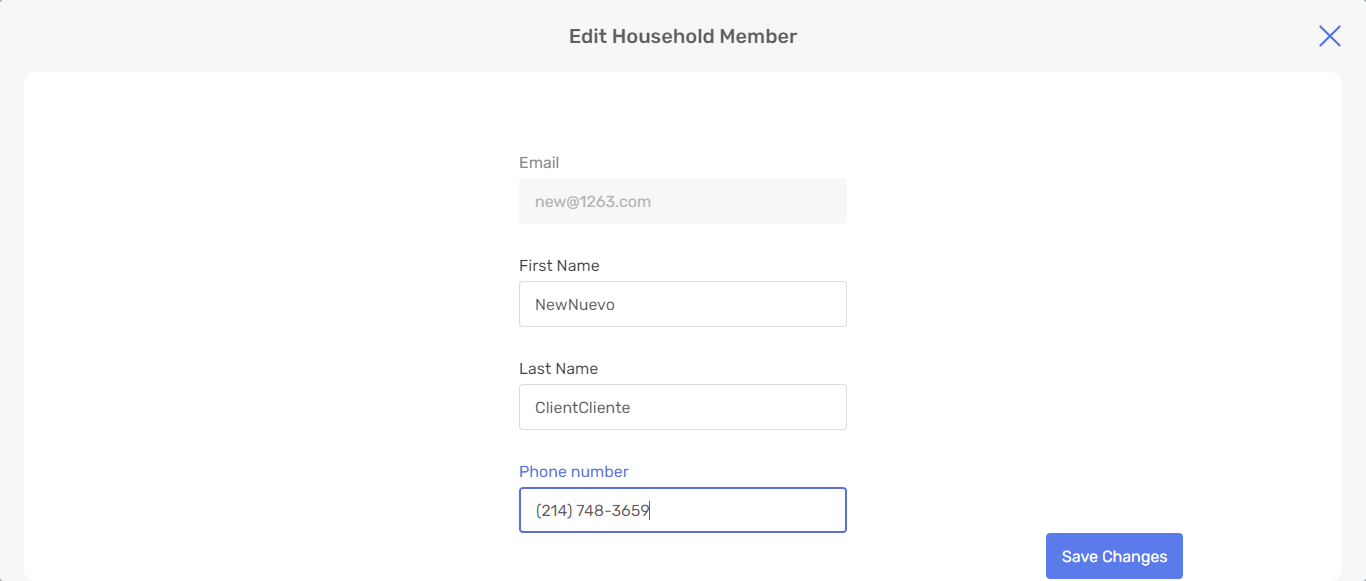 Edit Household Member
Email
new@1263.com
First Name
NewNuevo
Last Name
ClientCliente
Phone number
(214) 748-3659
Save Changes